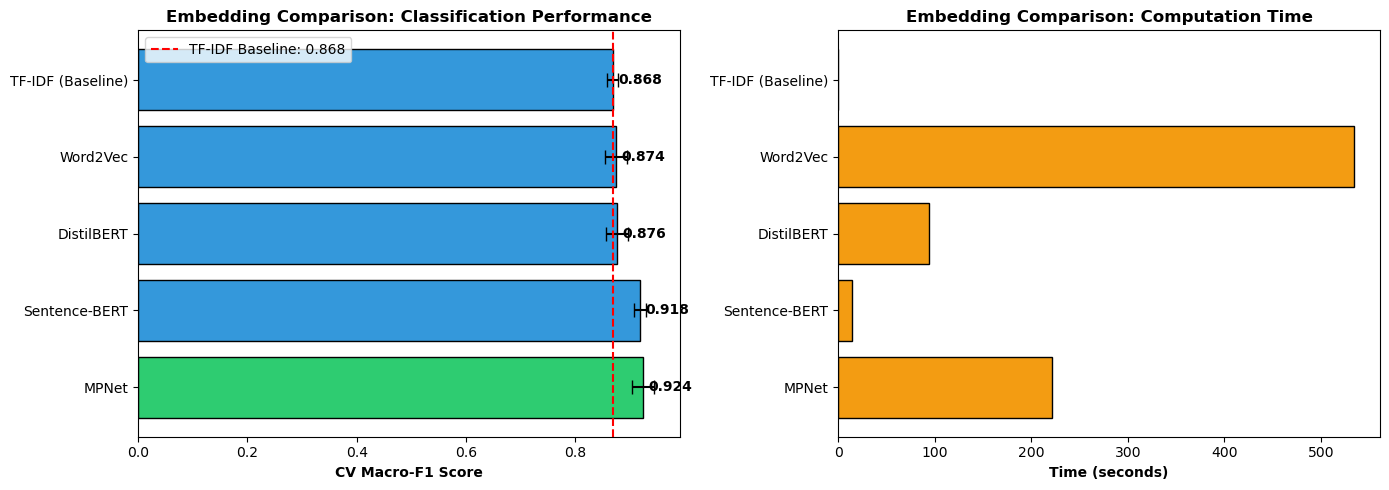 Embedding Comparison: Classification Performance
TF-IDF Baseline: 0.868
TF-IDF (Baseline)
0.868
Word2Vec
0.874
DistilBERT
0.876
Sentence-BERT
0.918
MPNet
0.924
0.0 0.2 0.4 0.6 0.8
CV Macro-F1 Score
Embedding Comparison: Computation Time
TF-IDF (Baseline)
Word2Vec
DistilBERT
Sentence-BERT
MPNet
0 100 200 300 400 500
Time (seconds)